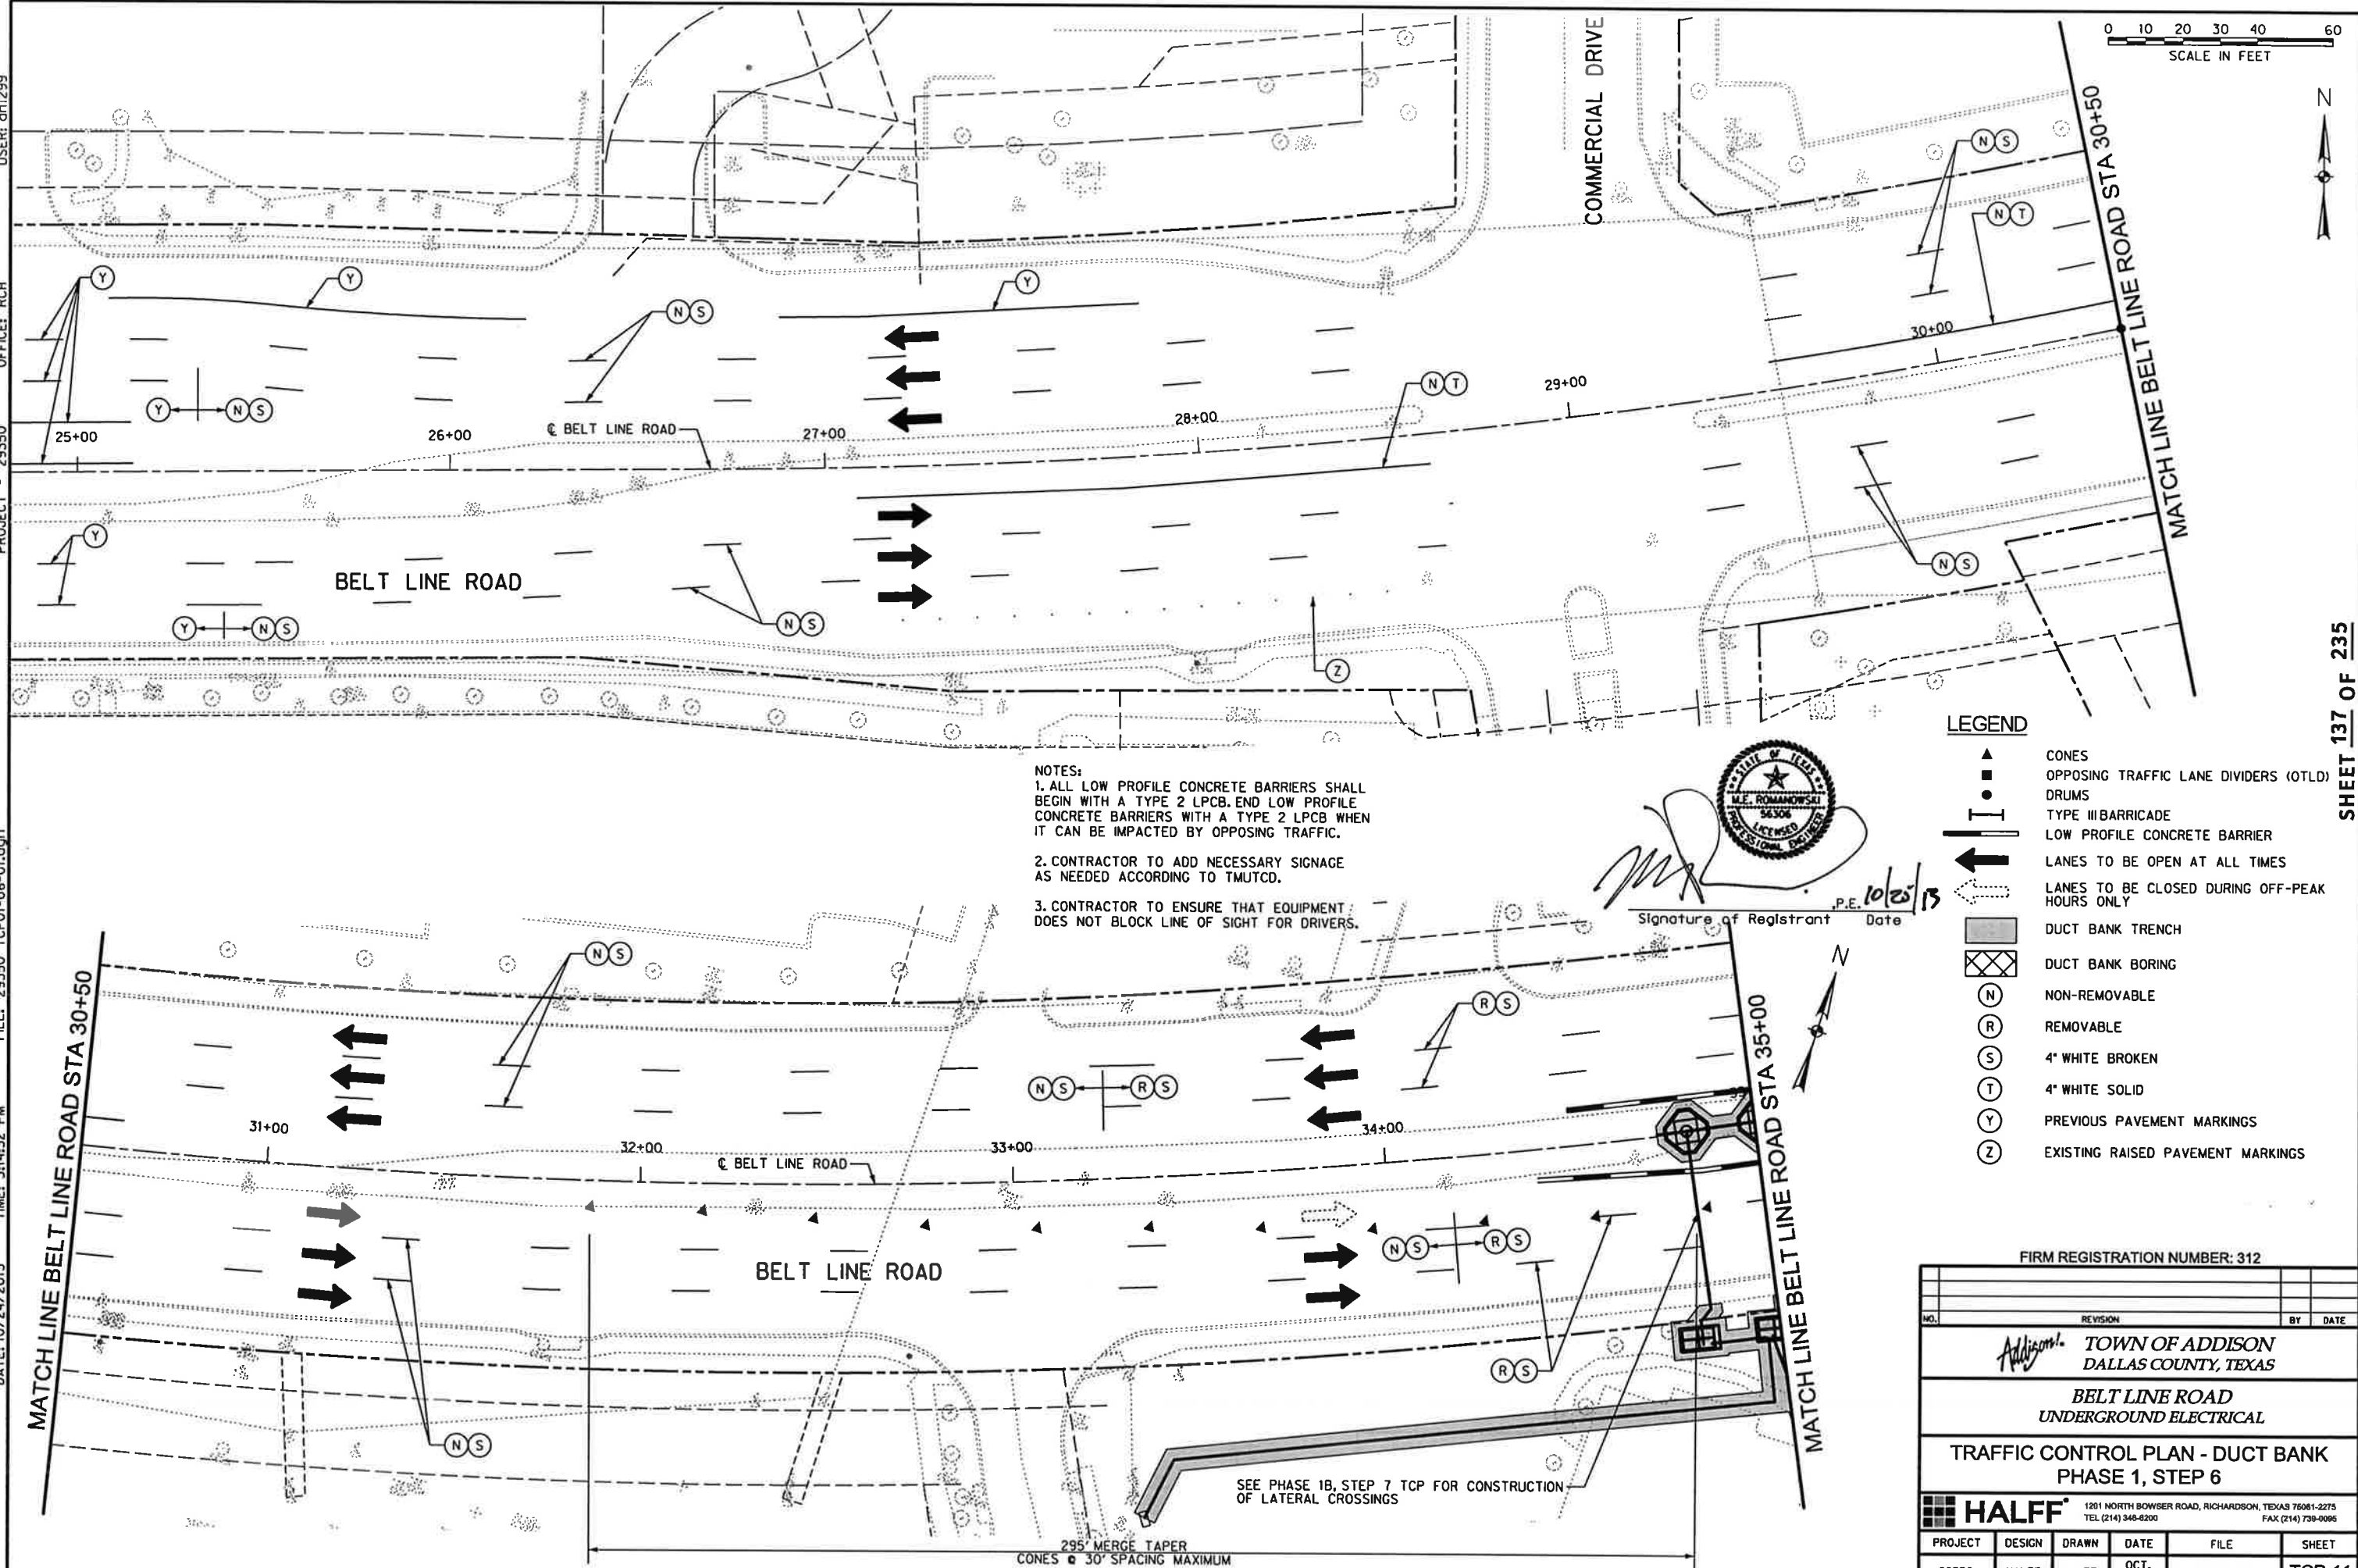 COMMERCIAL DRIVE
0 10 20 30 40 60
SCALE IN FEET
N
MATCH LINE BELT LINE ROAD STA 30+50
N S
N T
30+00
Y
Y
Y
N S
Y N S
25+00
26+00
℄ BELT LINE ROAD
27+00
28+00
N T
29+00
Y
BELT LINE ROAD
Y N S
N S
Z
N S
SHEET 137 OF 235
NOTES:
1. ALL LOW PROFILE CONCRETE BARRIERS SHALL
BEGIN WITH A TYPE 2 LPCB. END LOW PROFILE
CONCRETE BARRIERS WITH A TYPE 2 LPCB WHEN
IT CAN BE IMPACTED BY OPPOSING TRAFFIC.
2. CONTRACTOR TO ADD NECESSARY SIGNAGE
AS NEEDED ACCORDING TO TMUTCD.
3. CONTRACTOR TO ENSURE THAT EQUIPMENT
DOES NOT BLOCK LINE OF SIGHT FOR DRIVERS.
STATE OF TEXAS
M.E. ROMANOWSKI
56306
LICENSED
PROFESSIONAL ENGINEER
,P.E. 10/25/13
Signature of Registrant Date
LEGEND
CONES
OPPOSING TRAFFIC LANE DIVIDERS (OTLD)
DRUMS
TYPE III BARRICADE
LOW PROFILE CONCRETE BARRIER
LANES TO BE OPEN AT ALL TIMES
LANES TO BE CLOSED DURING OFF-PEAK
HOURS ONLY
DUCT BANK TRENCH
DUCT BANK BORING
N NON-REMOVABLE
R REMOVABLE
S 4" WHITE BROKEN
T 4" WHITE SOLID
Y PREVIOUS PAVEMENT MARKINGS
Z EXISTING RAISED PAVEMENT MARKINGS
MATCH LINE BELT LINE ROAD STA 30+50
N S
R S
N
N S R S
31+00
32+00
℄ BELT LINE ROAD
33+00
34+00
MATCH LINE BELT LINE ROAD STA 35+00
BELT LINE ROAD
N S R S
N S
R S
SEE PHASE 1B, STEP 7 TCP FOR CONSTRUCTION
OF LATERAL CROSSINGS
295' MERGE TAPER
CONES @ 30' SPACING MAXIMUM
FIRM REGISTRATION NUMBER: 312
NO. REVISION BY DATE
Addison! TOWN OF ADDISON
DALLAS COUNTY, TEXAS
BELT LINE ROAD
UNDERGROUND ELECTRICAL
TRAFFIC CONTROL PLAN - DUCT BANK
PHASE 1, STEP 6
HALFF 1201 NORTH BOWSER ROAD, RICHARDSON, TEXAS 75081-2275
TEL (214) 346-6200 FAX (214) 739-0095
PROJECT DESIGN DRAWN DATE FILE SHEET
OCT.